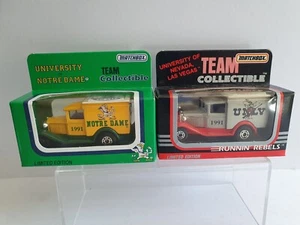 MATCHBOX
UNIVERSITY
NOTRE DAME
TEAM
Collectible
1991
NOTRE DAME
LIMITED EDITION
MATCHBOX
UNIVERSITY OF
NEVADA,
LAS VEGAS
TEAM
COLLECTIBLE
UNLV
1991
LIMITED EDITION
RUNNIN' REBELS